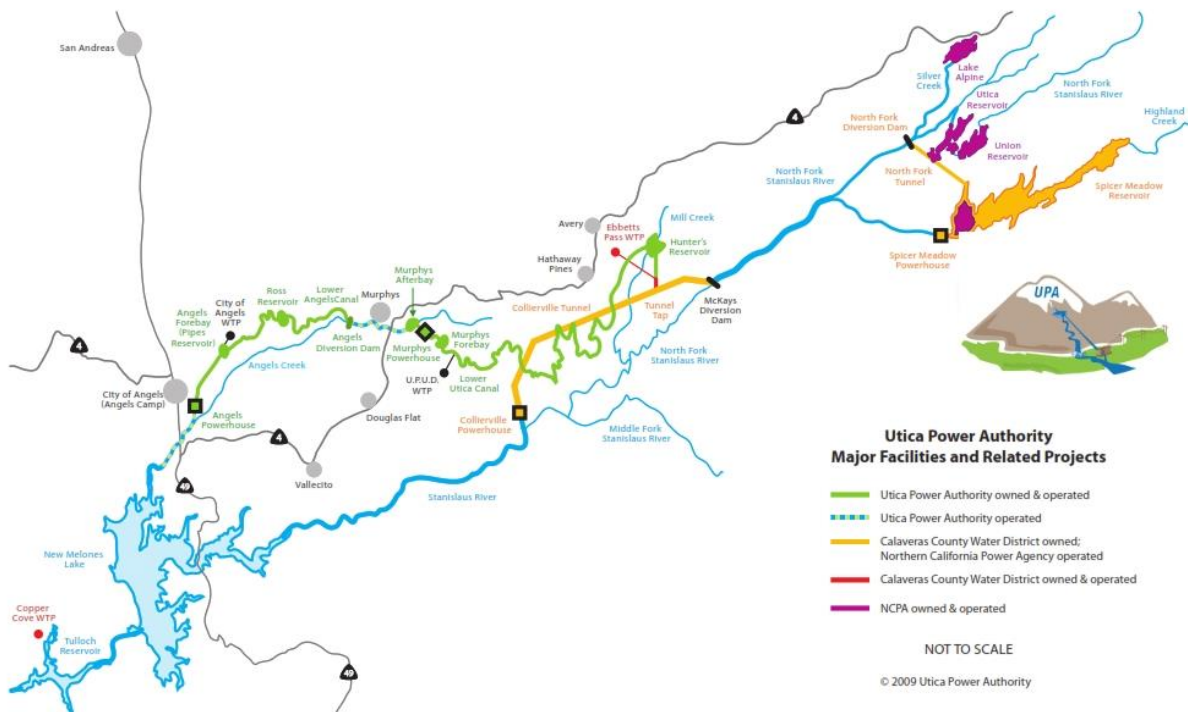 San Andreas
4
Lake
Alpine
Silver
Creek
Utica
Reservoir
North Fork
Stanislaus River
Highland
Creek
North Fork
Diversion Dam
Union
Reservoir
North Fork
Tunnel
North Fork
Stanislaus River
Spicer Meadow
Reservoir
Spicer Meadow
Powerhouse
Mill Creek
Ebbetts
Pass WTP
Avery
Hunter's
Reservoir
Hathaway
Pines
Murphys
Afterbay
Collierville Tunnel
Tunnel
Tap
McKays
Diversion
Dam
Lower
AngelsCanal
Murphys
Ross
Reservoir
City of
Angels
WTP
Angels
Forebay
(Pipes
Reservoir)
Angels
Diversion Dam
Murphys
Powerhouse
Murphys
Forebay
North Fork
Stanislaus River
4
Angels Creek
U.P.U.D.
WTP
Lower
Utica Canal
City of Angels
(Angels Camp)
Angels
Powerhouse
Douglas Flat
Collierville
Powerhouse
Middle Fork
Stanislaus River
4
Vallecito
49
Stanislaus River
New Melones
Lake
Copper
Cove WTP
Tulloch
Reservoir
49
UPA
Utica Power Authority
Major Facilities and Related Projects
Utica Power Authority owned & operated
Utica Power Authority operated
Calaveras County Water District owned;
Northern California Power Agency operated
Calaveras County Water District owned & operated
NCPA owned & operated
NOT TO SCALE
© 2009 Utica Power Authority